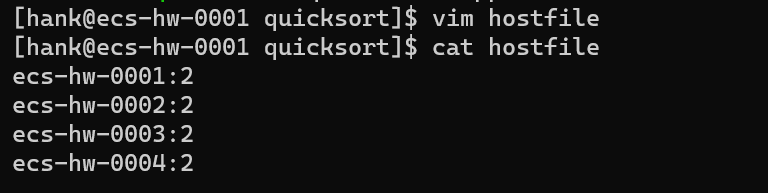 [hank@ecs-hw-0001 quicksort]$ vim hostfile
[hank@ecs-hw-0001 quicksort]$ cat hostfile
ecs-hw-0001:2
ecs-hw-0002:2
ecs-hw-0003:2
ecs-hw-0004:2